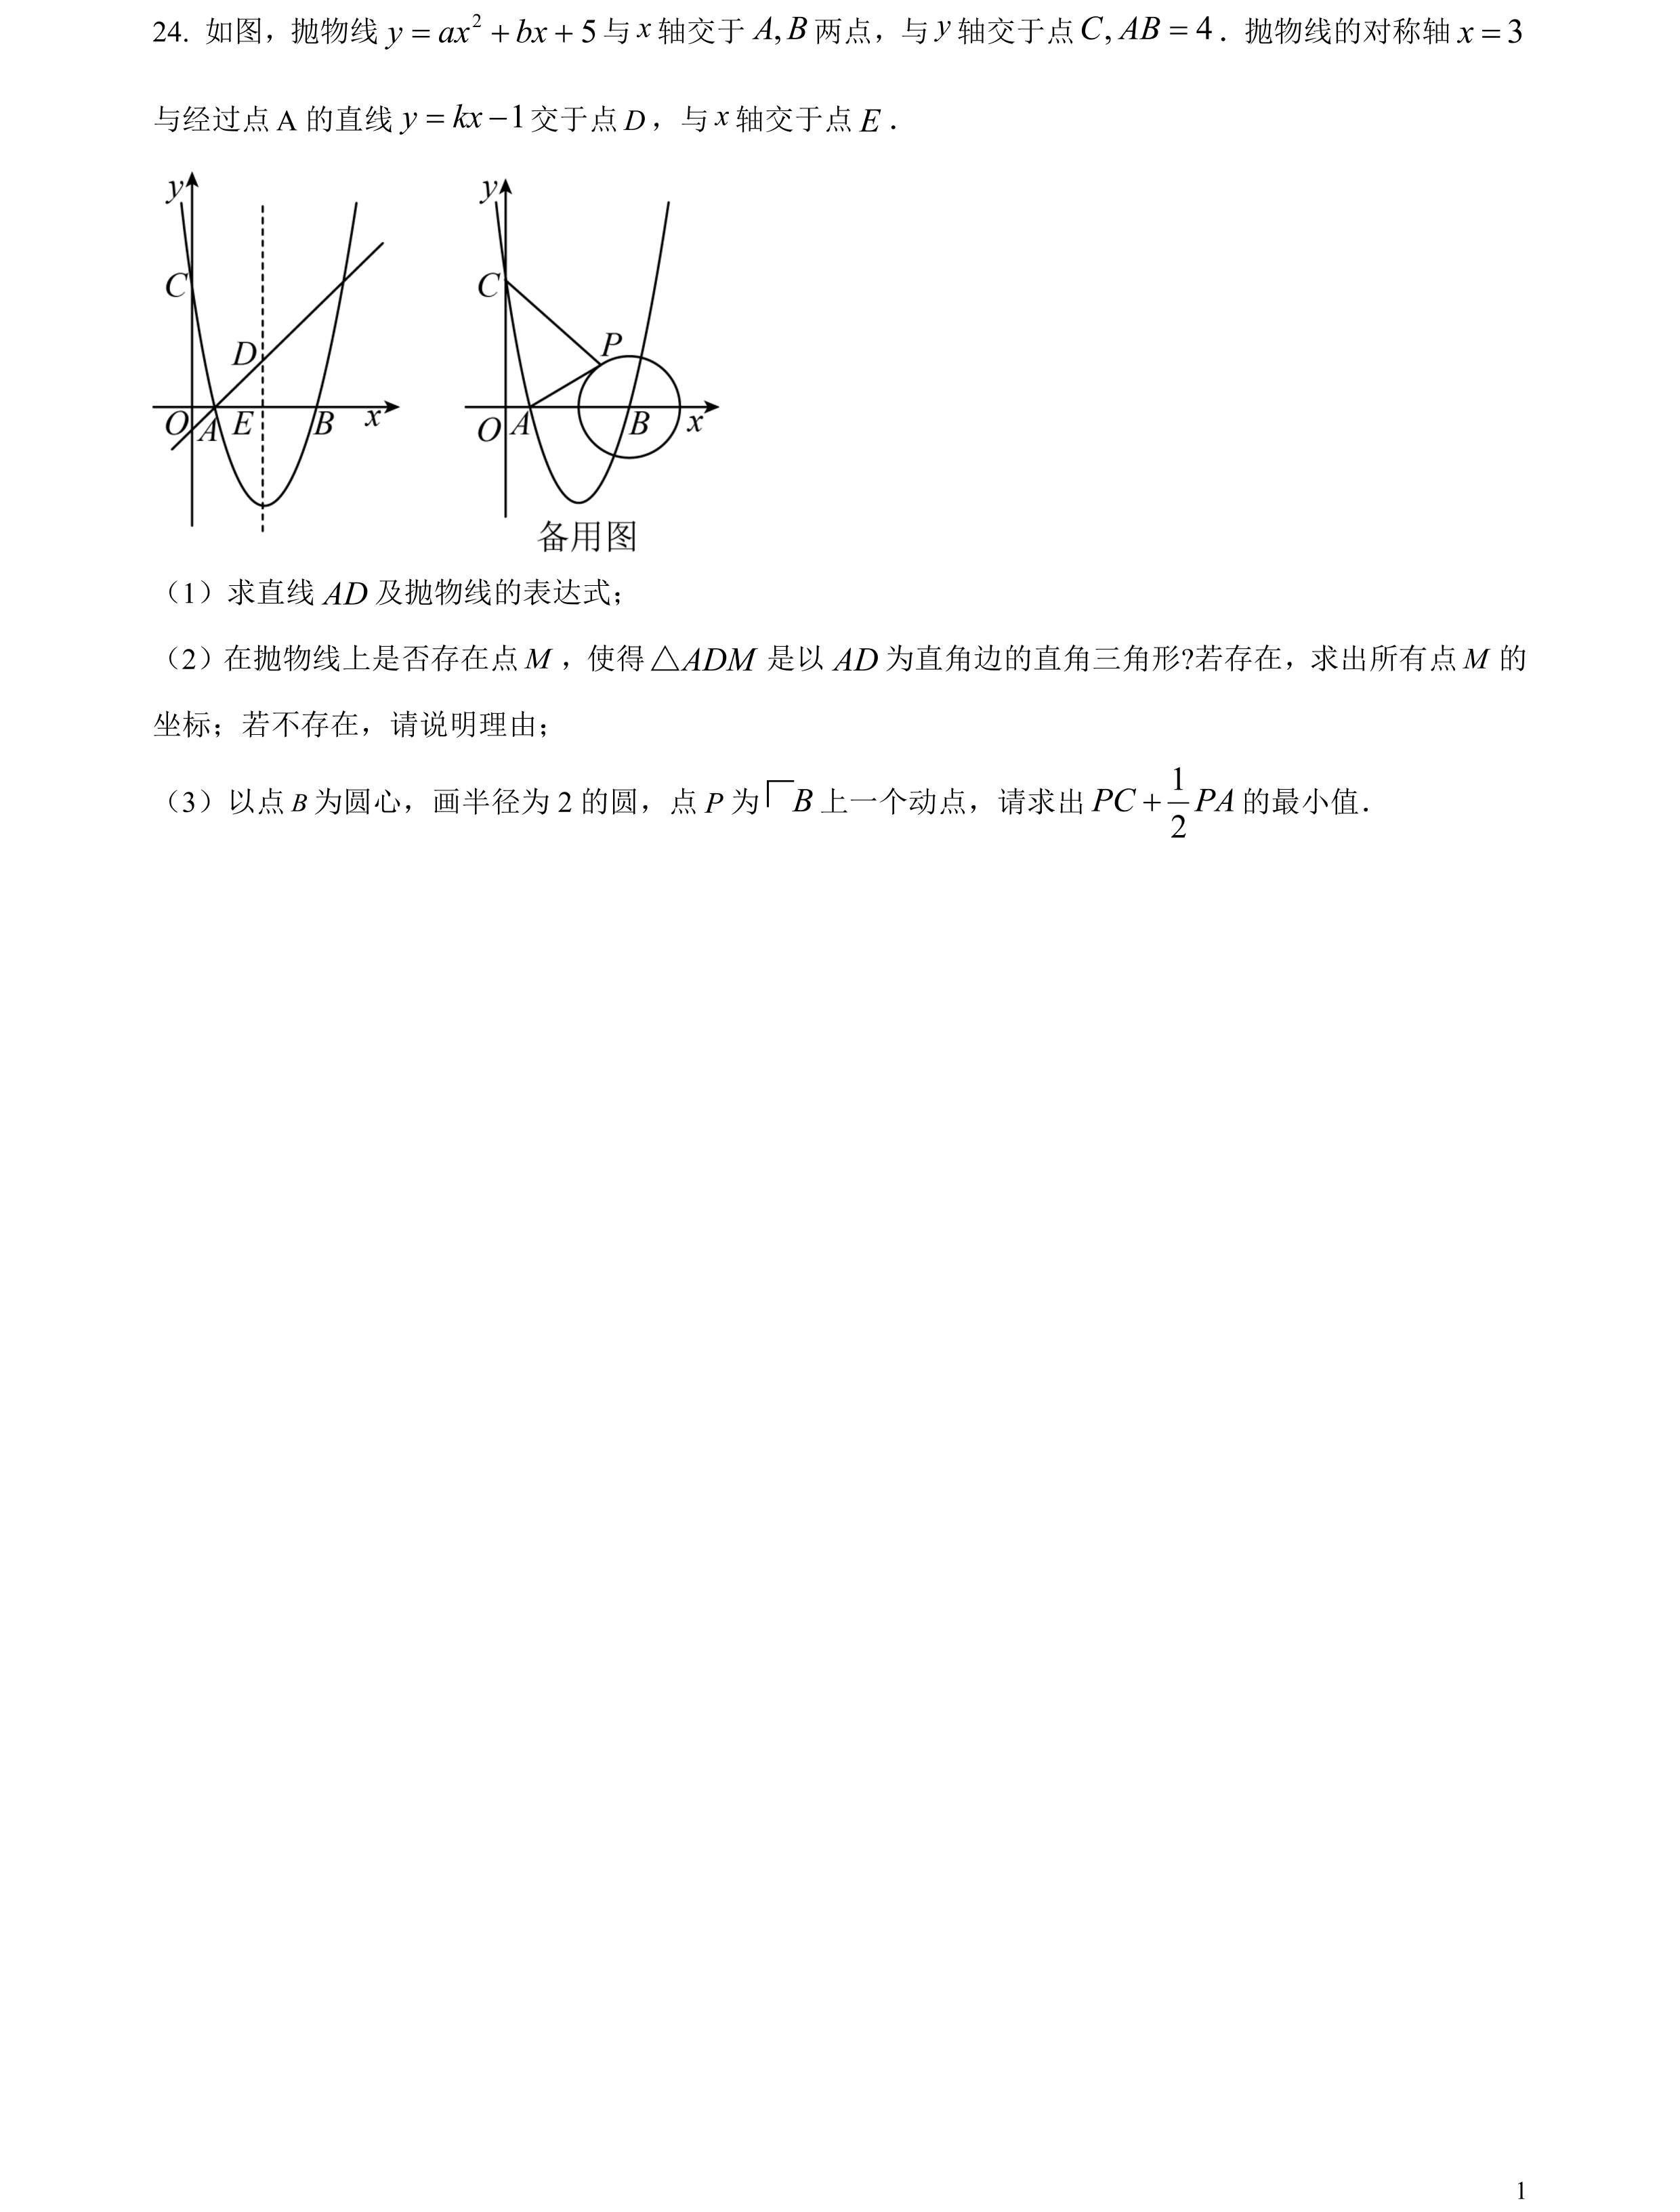 24. 如图，抛物线 y = ax² + bx + 5 与 x 轴交于 A, B 两点，与 y 轴交于点 C, AB = 4．抛物线的对称轴 x = 3
与经过点 A 的直线 y = kx − 1 交于点 D，与 x 轴交于点 E．
y y
C C
D P
O A E B x O A B x
备用图
（1）求直线 AD 及抛物线的表达式；
（2）在抛物线上是否存在点 M，使得 △ADM 是以 AD 为直角边的直角三角形?若存在，求出所有点 M 的
坐标；若不存在，请说明理由；
（3）以点 B 为圆心，画半径为 2 的圆，点 P 为 B 上一个动点，请求出 PC + 1/2 PA 的最小值．
1